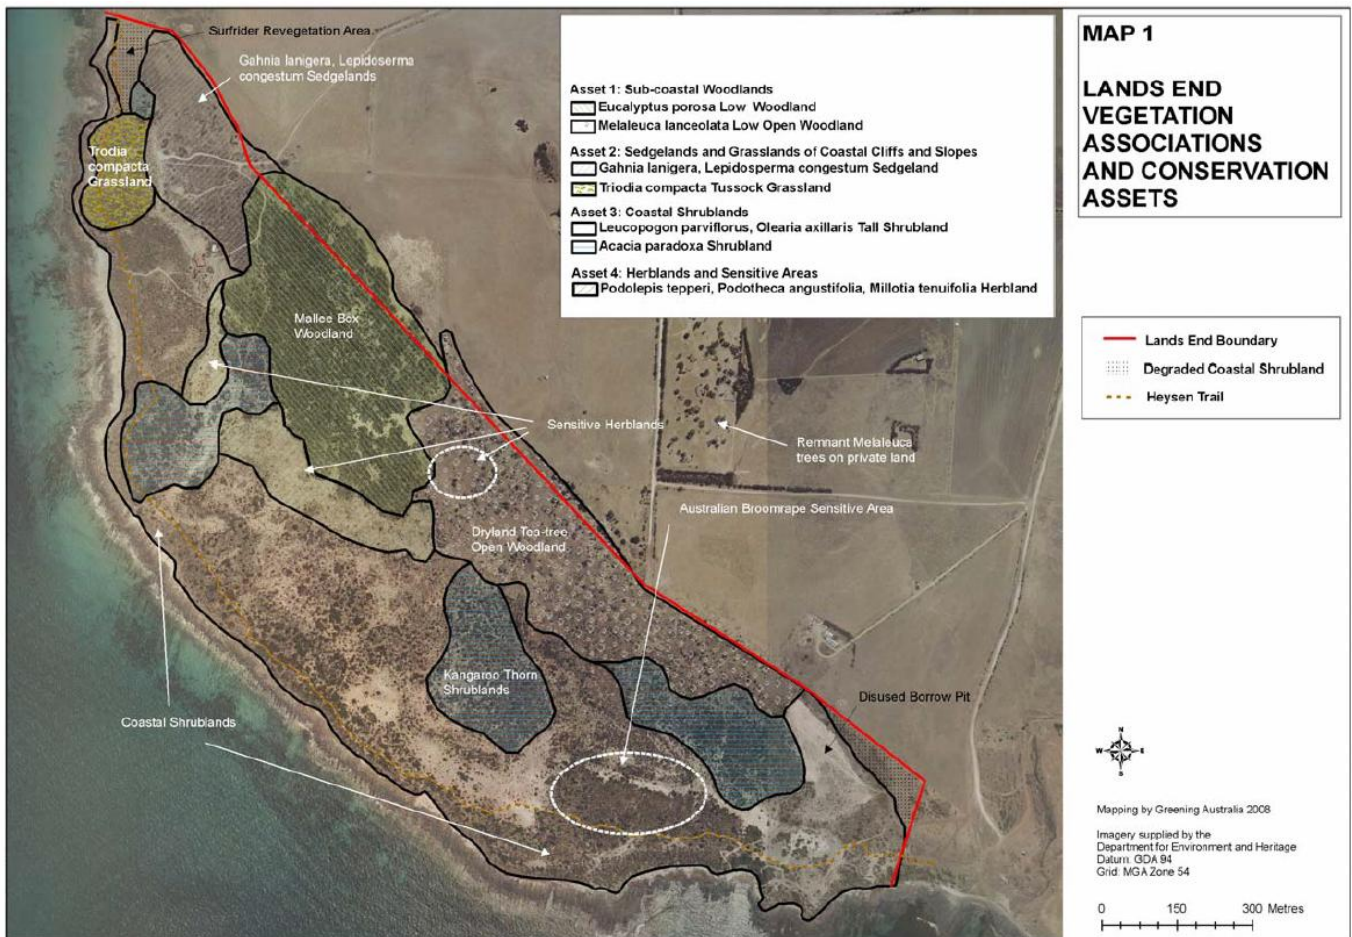 Surfrider Revegetation Area
Gahnia lanigera, Lepidoserma
congestum Sedgelands
Trodia
compacta
Grassland
Mallee Box
Woodland
Sensitive Herblands
Remnant Melaleuca
trees on private land
Australian Broomrape Sensitive Area
Dryland Tea-tree
Open Woodland
Kangaroo Thorn
Shrublands
Disused Borrow Pit
Coastal Shrublands
Asset 1: Sub-coastal Woodlands
Eucalyptus porosa Low Woodland
Melaleuca lanceolata Low Open Woodland
Asset 2: Sedgelands and Grasslands of Coastal Cliffs and Slopes
Gahnia lanigera, Lepidosperma congestum Sedgeland
Triodia compacta Tussock Grassland
Asset 3: Coastal Shrublands
Leucopogon parviflorus, Olearia axillaris Tall Shrubland
Acacia paradoxa Shrubland
Asset 4: Herblands and Sensitive Areas
Podolepis tepperi, Podotheca angustifolia, Millotia tenuifolia Herbland
MAP 1
LANDS END
VEGETATION
ASSOCIATIONS
AND CONSERVATION
ASSETS
Lands End Boundary
Degraded Coastal Shrubland
Heysen Trail
N
W E
S
Mapping by Greening Australia 2008
Imagery supplied by the
Department for Environment and Heritage
Datum: GDA 94
Grid: MGA Zone 54
0 150 300 Metres